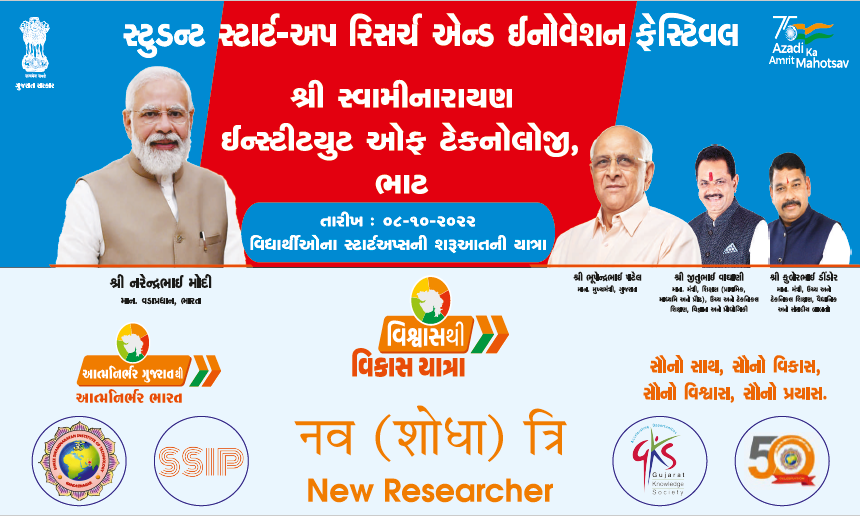 સ્ટુડન્ટ સ્ટાર્ટ-અપ રિસર્ચ એન્ડ ઈનોવેશન ફેસ્ટિવલ
ગુજરાત સરકાર
75
Azadi Ka
Amrit Mahotsav
શ્રી સ્વામીનારાયણ
ઈન્સ્ટીટયુટ ઓફ ટેકનોલોજી,
ભાટ
તારીખ : ૦૮-૧૦-૨૦૨૨
વિદ્યાર્થીઓના સ્ટાર્ટઅપ્સની શરૂઆતની યાત્રા
શ્રી નરેન્દ્રભાઈ મોદી
માન. વડાપ્રધાન, ભારત
શ્રી ભૂપેન્દ્રભાઈ પટેલ
માન. મુખ્યમંત્રી, ગુજરાત
શ્રી જીતુભાઈ વાઘાણી
માન. મંત્રી, શિક્ષણ (પ્રાથમિક,
માધ્યમિ અને પ્રૌઢ), ઉચ્ચ અને ટેકનિકલ
શિક્ષણ, વિજ્ઞાન અને પ્રૌધોગિકી
શ્રી કુબેરભાઈ ડીંડોર
માન. મંત્રી, ઉચ્ચ અને
ટેકનિકલ શિક્ષણ, વૈધાનિક
અને સંસદીય બાબતો
વિશ્વાસથી
વિકાસ યાત્રા
આત્મનિર્ભર ગુજરાતથી
આત્મનિર્ભર ભારત
સૌનો સાથ, સૌનો વિકાસ,
સૌનો વિશ્વાસ, સૌનો પ્રયાસ.
नव (शोधा) त्रि
New Researcher
SSIP
GKS
Gujarat
Knowledge
Society
50